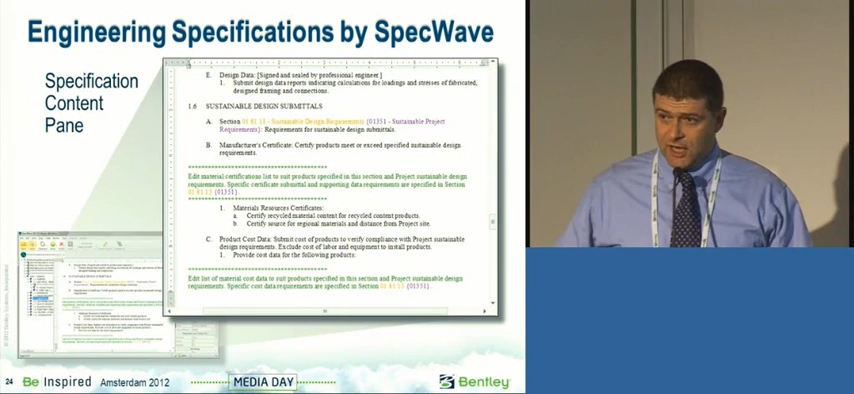 Engineering Specifications by SpecWave
Specification
Content
Pane
E. Design Data: [Signed and sealed by professional engineer.]
1. Submit design data reports indicating calculations for loadings and stresses of fabricated,
designed framing and connections.
1.6 SUSTAINABLE DESIGN SUBMITTALS
A. Section 01 81 13 - Sustainable Design Requirements {01351 - Sustainable Project
Requirements}: Requirements for sustainable design submittals.
B. Manufacturer's Certificate: Certify products meet or exceed specified sustainable design
requirements.
Edit material certifications list to suit products specified in this section and Project sustainable design
requirements. Specific certificate submittal and supporting data requirements are specified in Section
01 81 13 {01351}.
1. Materials Resources Certificates:
a. Certify recycled material content for recycled content products.
b. Certify source for regional materials and distance from Project site.
C. Product Cost Data: Submit cost of products to verify compliance with Project sustainable
design requirements. Exclude cost of labor and equipment to install products.
1. Provide cost data for the following products:
Edit list of material cost data to suit products specified in this section and Project sustainable design
requirements. Specific cost data requirements are specified in Section 01 81 13 {01351}.
24 Be Inspired Amsterdam 2012 MEDIA DAY Bentley